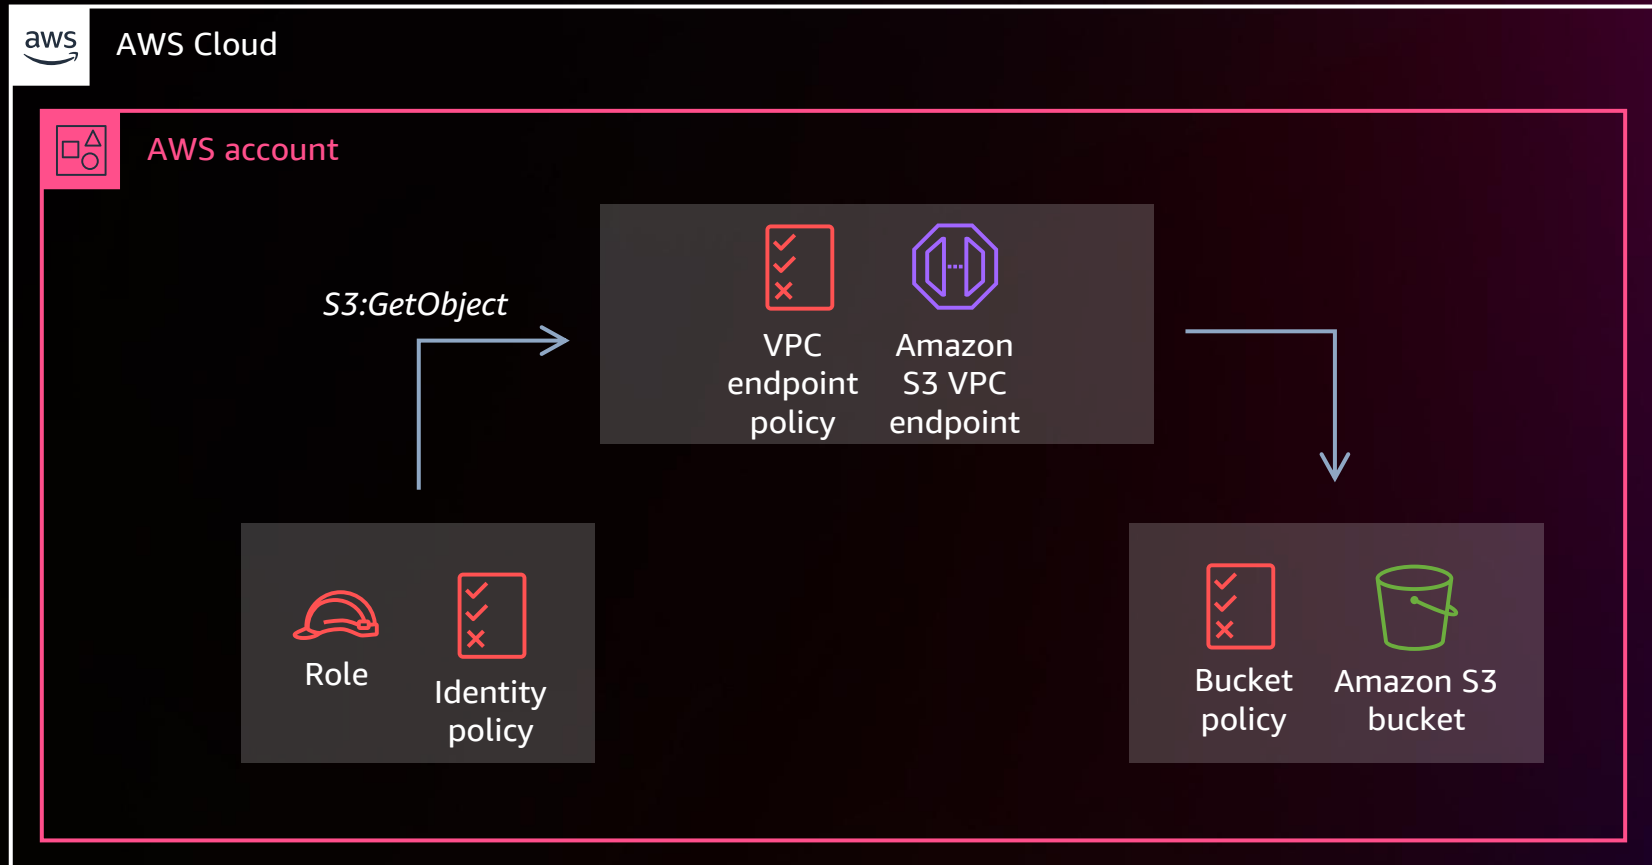 aws
AWS Cloud
AWS account
S3:GetObject
VPC
endpoint
policy
Amazon
S3 VPC
endpoint
Role
Identity
policy
Bucket
policy
Amazon S3
bucket